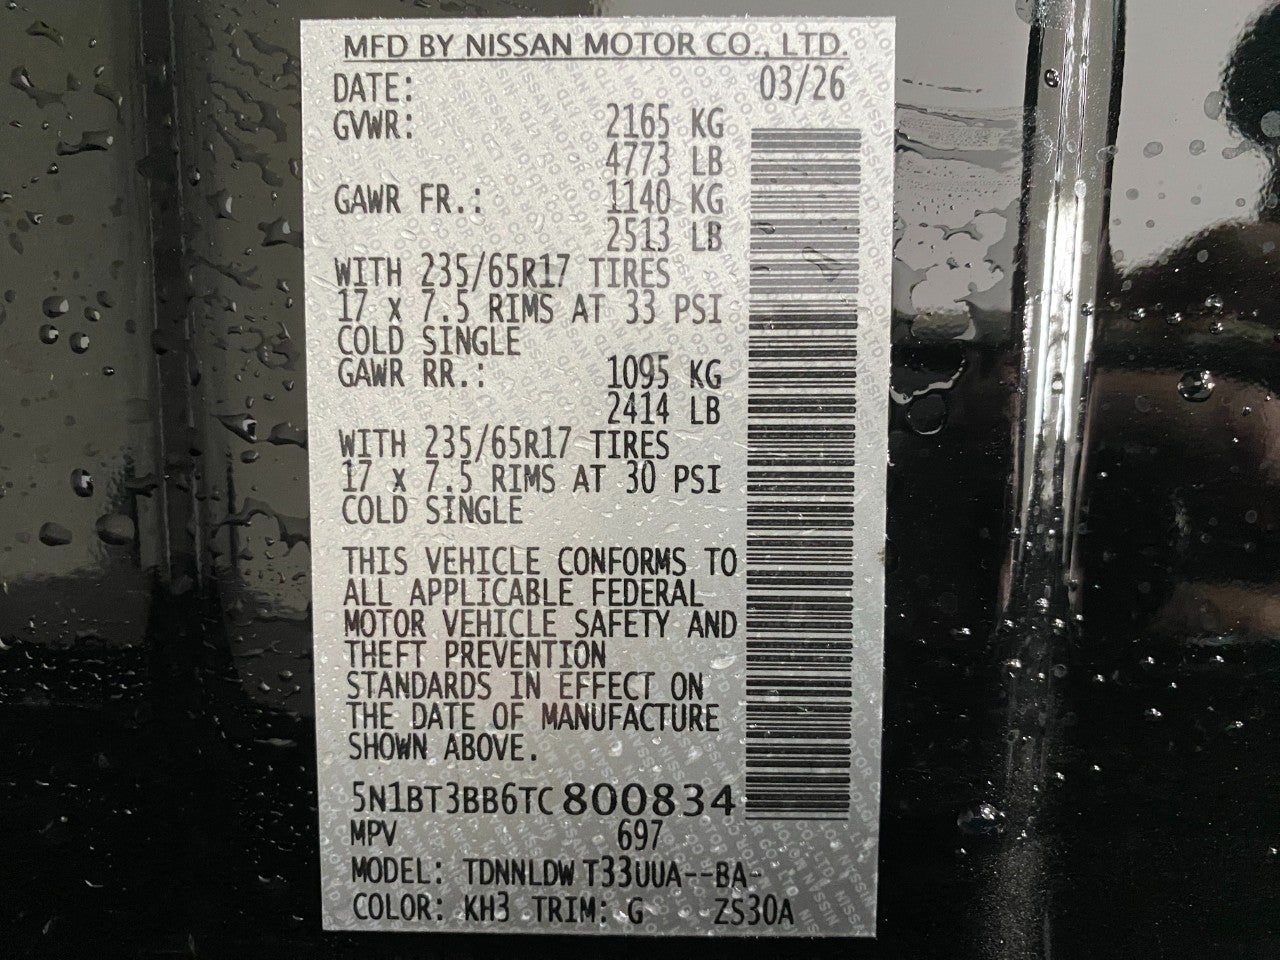 MFD BY NISSAN MOTOR CO., LTD.
DATE: 03/26
GVWR: 2165 KG
4773 LB
GAWR FR.: 1140 KG
2513 LB
WITH 235/65R17 TIRES
17 x 7.5 RIMS AT 33 PSI
COLD SINGLE
GAWR RR.: 1095 KG
2414 LB
WITH 235/65R17 TIRES
17 x 7.5 RIMS AT 30 PSI
COLD SINGLE
THIS VEHICLE CONFORMS TO
ALL APPLICABLE FEDERAL
MOTOR VEHICLE SAFETY AND
THEFT PREVENTION
STANDARDS IN EFFECT ON
THE DATE OF MANUFACTURE
SHOWN ABOVE.
5N1BT3BB6TC800834
MPV 697
MODEL: TDNNLDW T33UUA--BA-
COLOR: KH3 TRIM: G ZS30A